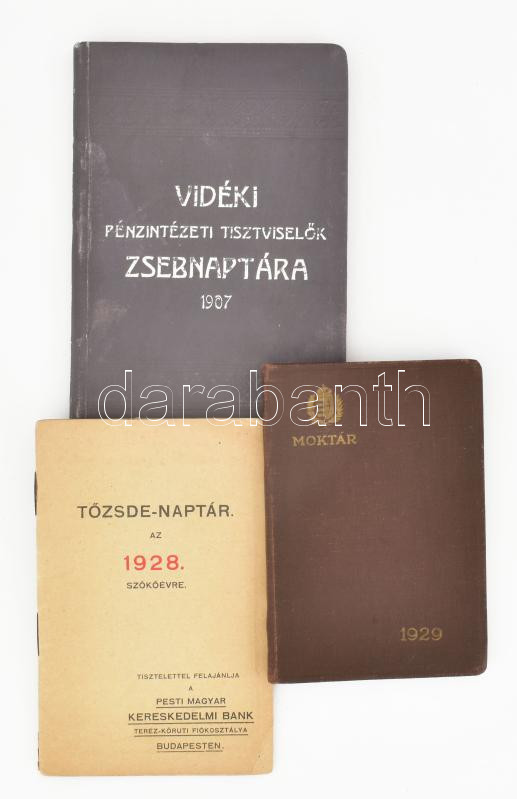 VIDÉKI
PÉNZINTÉZETI TISZTVISELŐK
ZSEBNAPTÁRA
1907
darabanth
MOKTÁR
1929
TŐZSDE-NAPTÁR.
AZ
1928.
SZÖKŐÉVRE.
TISZTELETTEL FELAJÁNLJA
A
PESTI MAGYAR
KERESKEDELMI BANK
TERÉZ-KÖRUTI FIÓKOSZTÁLYA
BUDAPESTEN.